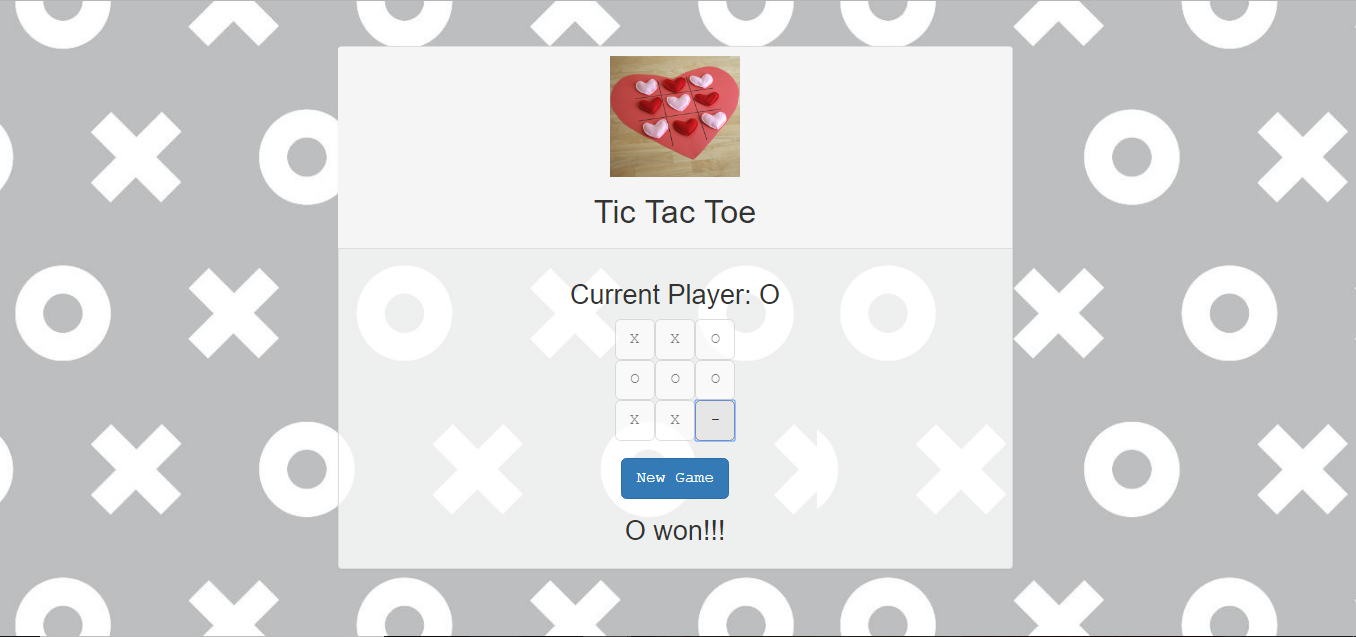 Tic Tac Toe
Current Player: O
X X O
O O O
X X -
New Game
O won!!!